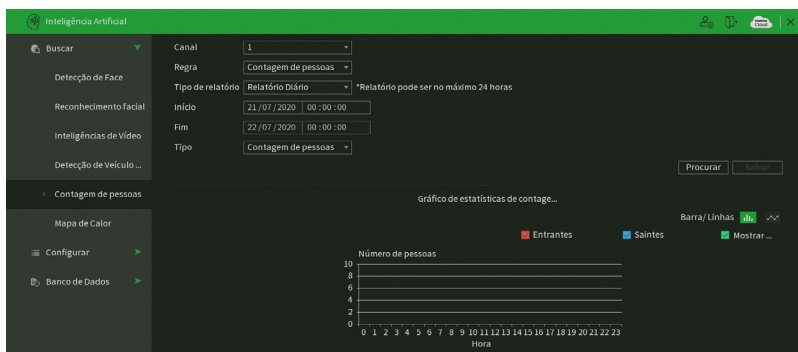 Inteligência Artificial
Cloud
Buscar
Detecção de Face
Reconhecimento facial
Inteligências de Vídeo
Detecção de Veículo ...
Contagem de pessoas
Mapa de Calor
Configurar
Banco de Dados
Canal 1
Regra Contagem de pessoas
Tipo de relatório Relatório Diário *Relatório pode ser no máximo 24 horas
Início 21/07/2020 00:00:00
Fim 22/07/2020 00:00:00
Tipo Contagem de pessoas
Procurar Salvar
Gráfico de estatísticas de contage...
Barra/Linhas
Entrantes Saintes Mostrar ...
Número de pessoas
10
8
6
4
2
0
0 1 2 3 4 5 6 7 8 9 10 11 12 13 14 15 16 17 18 19 20 21 22 23
Hora